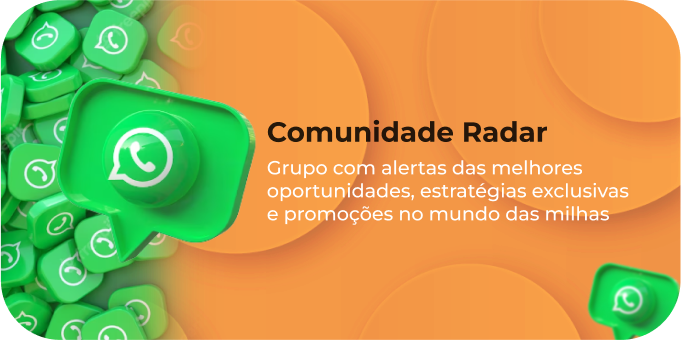 Comunidade Radar
Grupo com alertas das melhores
oportunidades, estratégias exclusivas
e promoções no mundo das milhas